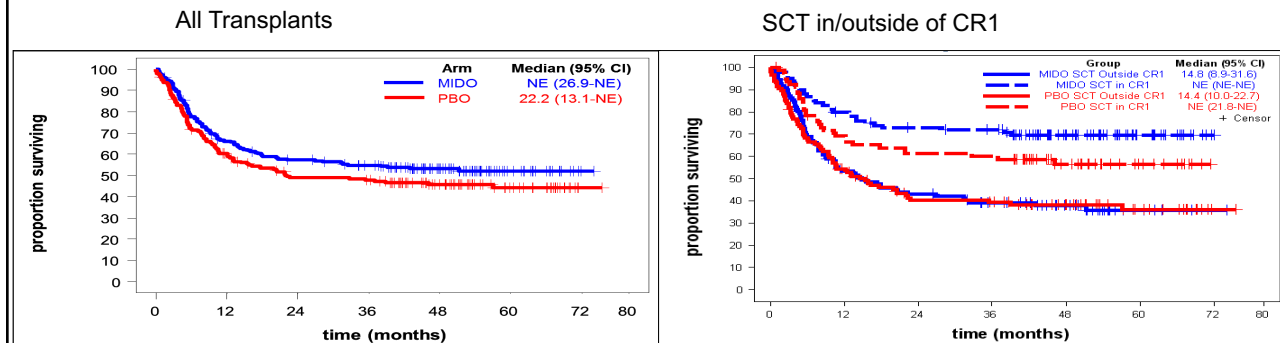 All Transplants
SCT in/outside of CR1
Arm Median (95% CI)
MIDO NE (26.9-NE)
PBO 22.2 (13.1-NE)
100
90
80
70
60
50
40
30
20
10
0
proportion surviving
0 12 24 36 48 60 72 80
time (months)
Group Median (95% CI)
MIDO SCT Outside CR1 14.8 (8.9-31.6)
MIDO SCT in CR1 NE (NE-NE)
PBO SCT Outside CR1 14.4 (10.0-22.7)
PBO SCT in CR1 NE (21.8-NE)
+ Censor
100
90
80
70
60
50
40
30
20
10
0
proportion surviving
0 12 24 36 48 60 72 80
time (months)